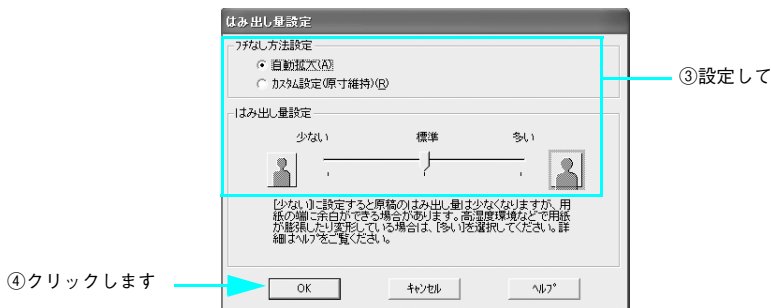 はみ出し量設定
フチなし方法設定
自動拡大(A)
カスタム設定(原寸維持)(R)
③設定して
はみ出し量設定
少ない 標準 多い
[少ない]に設定すると原稿のはみ出し量は少なくなりますが、用
紙の端に余白ができる場合があります。高湿度環境などで用紙
が膨張したり変形している場合は、[多い]を選択してください。詳
細はヘルプをご覧ください。
④クリックします
OK キャンセル ヘルプ